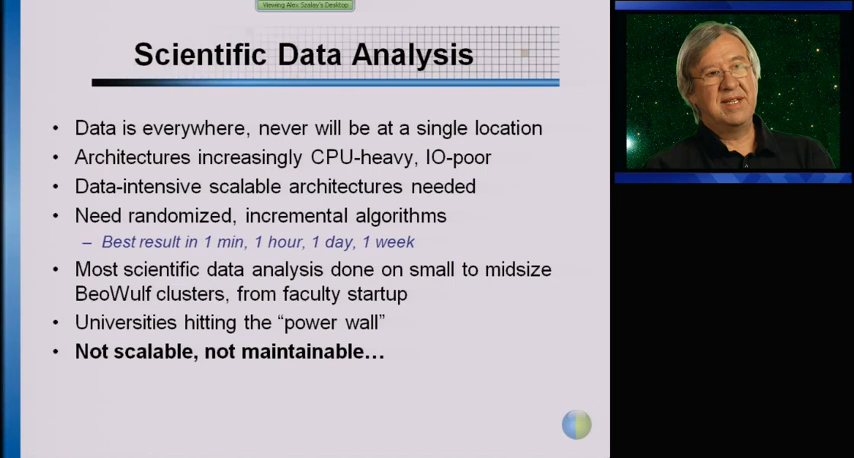 Viewing Alex Szalay's Desktop
Scientific Data Analysis
• Data is everywhere, never will be at a single location
• Architectures increasingly CPU-heavy, IO-poor
• Data-intensive scalable architectures needed
• Need randomized, incremental algorithms
– Best result in 1 min, 1 hour, 1 day, 1 week
• Most scientific data analysis done on small to midsize
BeoWulf clusters, from faculty startup
• Universities hitting the “power wall”
• Not scalable, not maintainable…